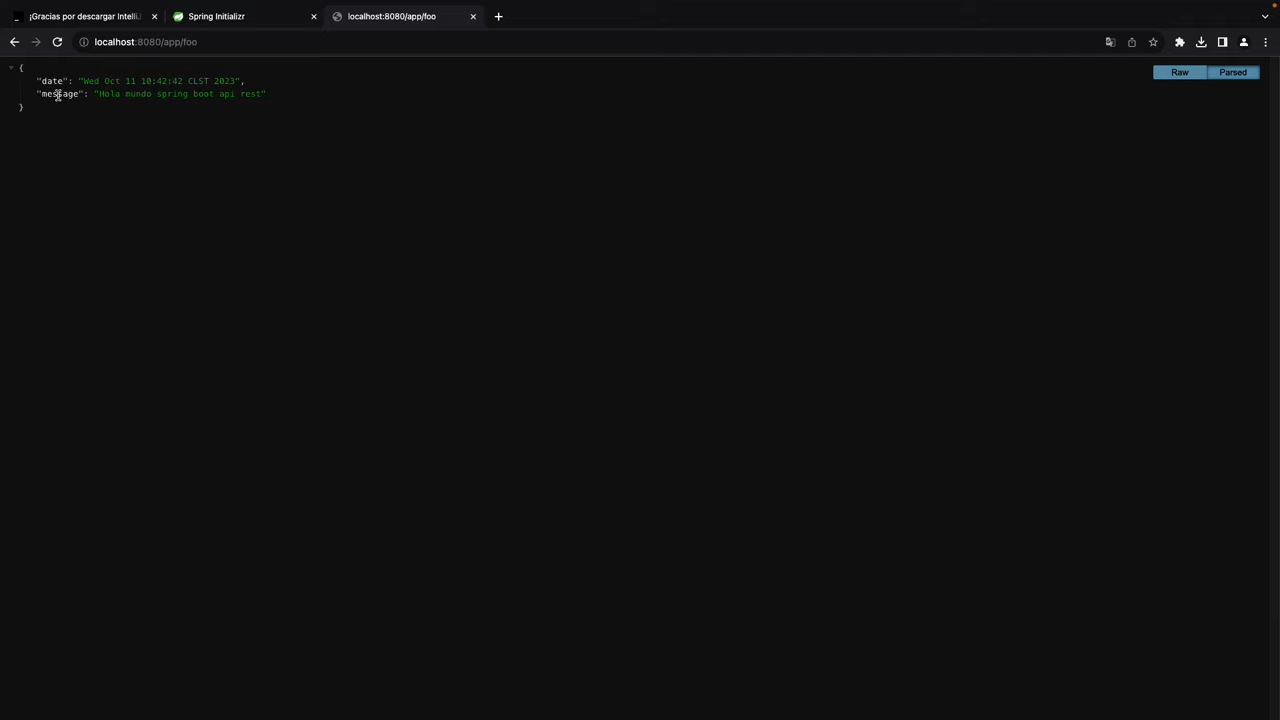 ¡Gracias por descargar IntelliJ
Spring Initializr
localhost:8080/app/foo
localhost:8080/app/foo
Raw
Parsed
{
"date": "Wed Oct 11 10:42:42 CLST 2023",
"message": "Hola mundo spring boot api rest"
}